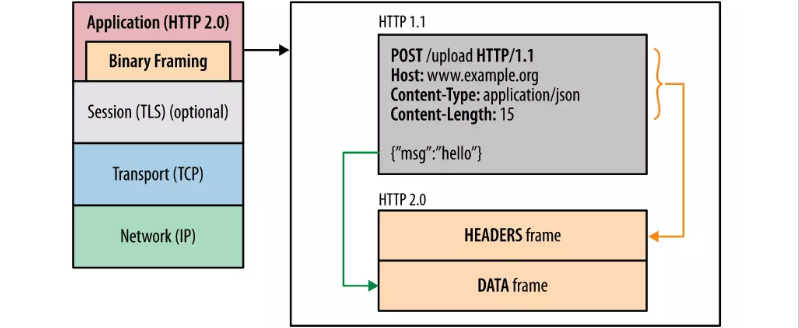 Application (HTTP 2.0)
Binary Framing
Session (TLS) (optional)
Transport (TCP)
Network (IP)
HTTP 1.1
POST /upload HTTP/1.1
Host: www.example.org
Content-Type: application/json
Content-Length: 15
{"msg":"hello"}
HTTP 2.0
HEADERS frame
DATA frame